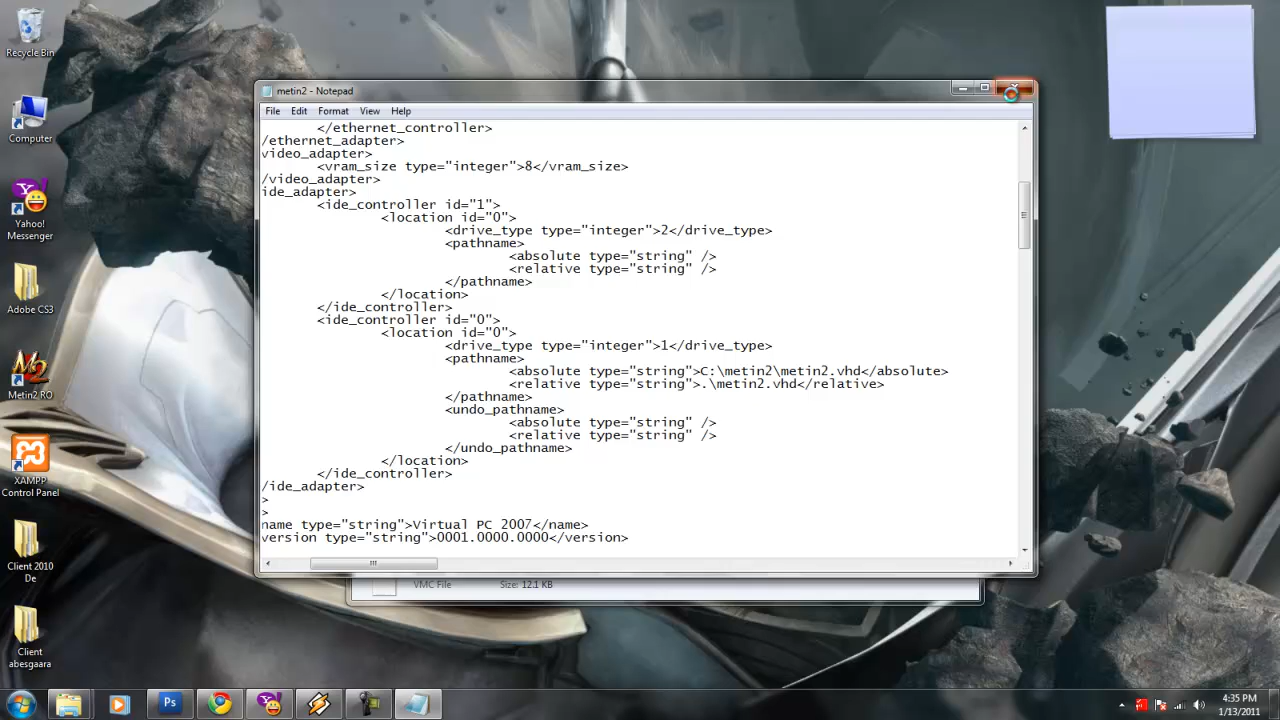 Recycle Bin
Computer
Yahoo!
Messenger
Adobe CS3
Metin2 RO
XAMPP
Control Panel
Client 2010
De
Client
abesgaara
metin2 - Notepad
File Edit Format View Help
</ethernet_controller>
/ethernet_adapter>
video_adapter>
<vram_size type="integer">8</vram_size>
/video_adapter>
ide_adapter>
<ide_controller id="1">
<location id="0">
<drive_type type="integer">2</drive_type>
<pathname>
<absolute type="string" />
<relative type="string" />
</pathname>
</location>
</ide_controller>
<ide_controller id="0">
<location id="0">
<drive_type type="integer">1</drive_type>
<pathname>
<absolute type="string">C:\metin2\metin2.vhd</absolute>
<relative type="string">.\metin2.vhd</relative>
</pathname>
<undo_pathname>
<absolute type="string" />
<relative type="string" />
</undo_pathname>
</location>
</ide_controller>
/ide_adapter>
>
>
name type="string">Virtual PC 2007</name>
version type="string">0001.0000.0000</version>
VMC File Size: 12.1 KB
Ps
4:35 PM
1/13/2011